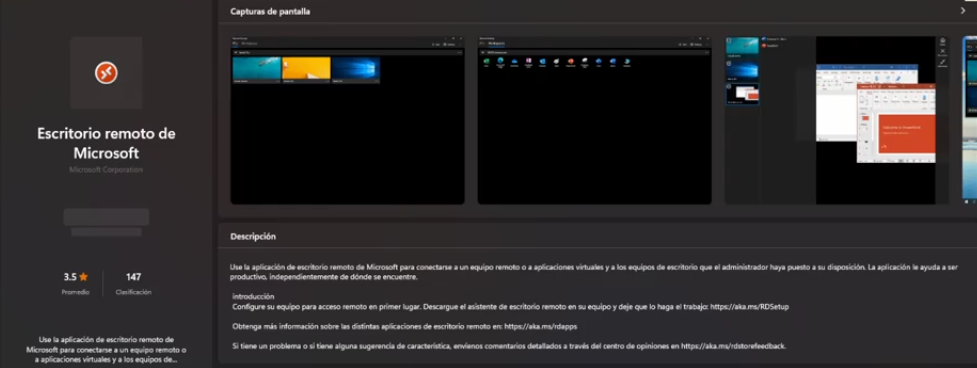 Capturas de pantalla
Escritorio remoto de
Microsoft
Microsoft Corporation
3.5
147
Promedio
Clasificación
Use la aplicación de escritorio remoto de
Microsoft para conectarse a un equipo remoto o
a aplicaciones virtuales y a los equipos de...
Descripción
Use la aplicación de escritorio remoto de Microsoft para conectarse a un equipo remoto o a aplicaciones virtuales y a los equipos de escritorio que el administrador haya puesto a su disposición. La aplicación le ayuda a ser
productivo, independientemente de dónde se encuentre.
introducción
Configure su equipo para acceso remoto en primer lugar. Descargue el asistente de escritorio remoto en su equipo y deje que lo haga el trabajo: https://aka.ms/RDSetup
Obtenga más información sobre las distintas aplicaciones de escritorio remoto en: https://aka.ms/rdapps
Si tiene un problema o si tiene alguna sugerencia de característica, envíenos comentarios detallados a través del centro de opiniones en https://aka.ms/rdstorefeedback.